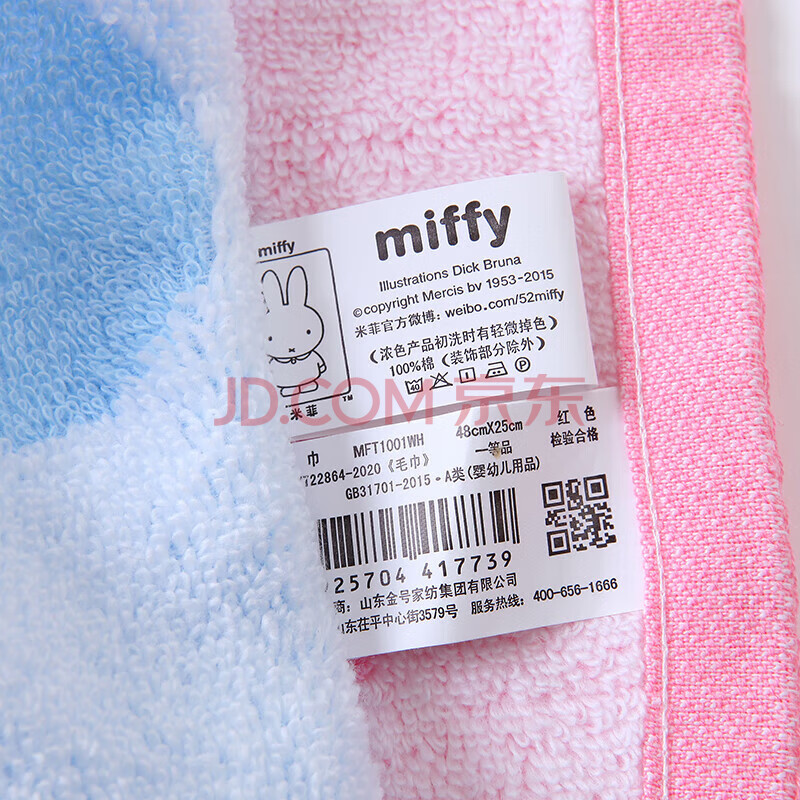 miffy
miffy
Illustrations Dick Bruna
©copyright Mercis bv 1953-2015
米菲官方微博: weibo.com/52miffy
(浓色产品初洗时有轻微掉色)
100%棉 (装饰部分除外)
40
P
米菲 TM
JD.COM 京东
巾 MFT1001WH 48cmX25cm 红 色
22864-2020《毛巾》 一等品 检验合格
GB31701-2015·A类(婴幼儿用品)
25704 417739
商: 山东金号家纺集团有限公司
东茌平中心街3579号 服务热线: 400-656-1666